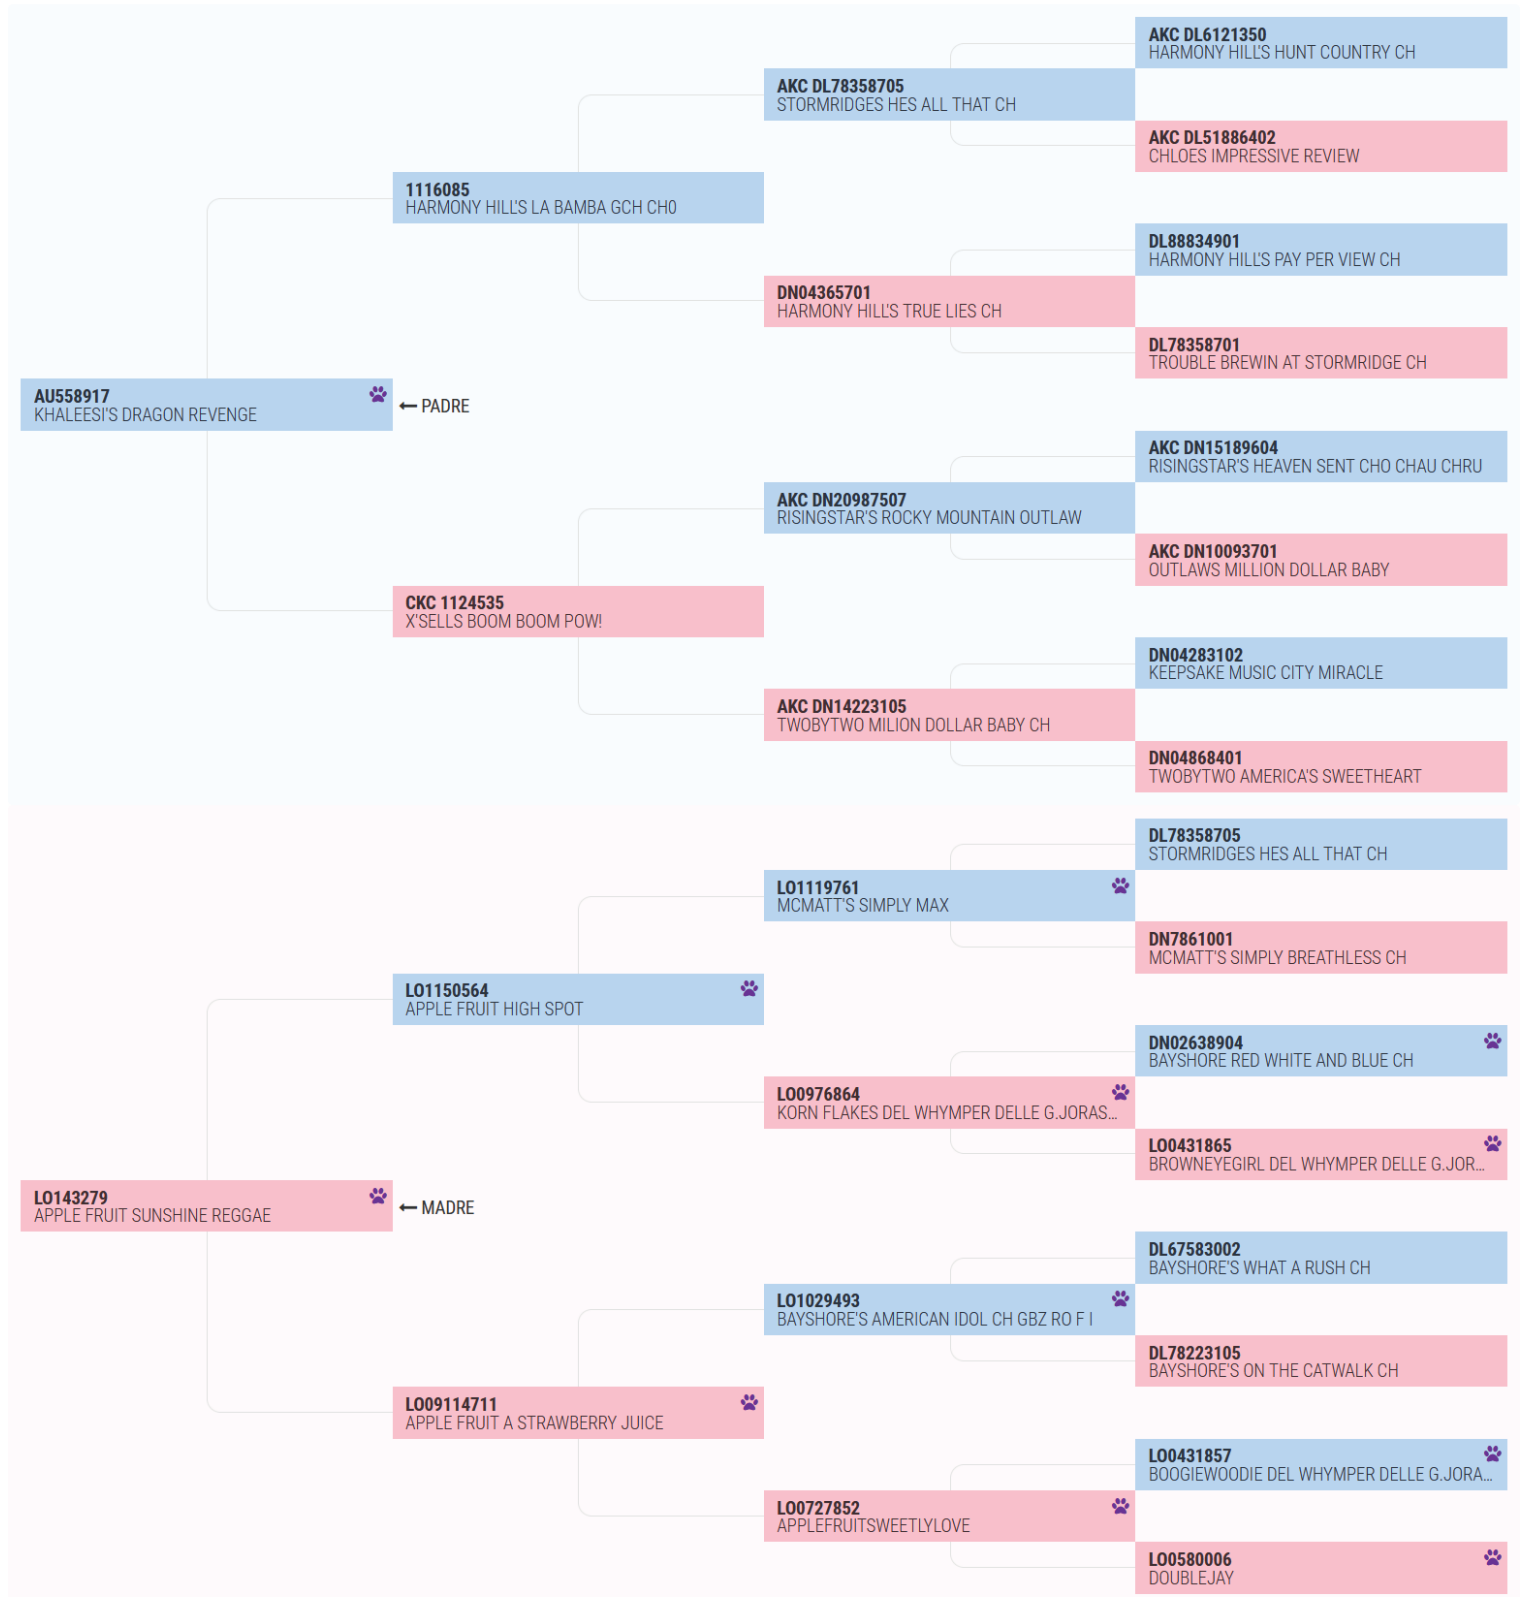 AKC DL6121350
HARMONY HILL'S HUNT COUNTRY CH
AKC DL78358705
STORMRIDGES HES ALL THAT CH
AKC DL51886402
CHLOES IMPRESSIVE REVIEW
1116085
HARMONY HILL'S LA BAMBA GCH CH0
DL88834901
HARMONY HILL'S PAY PER VIEW CH
DN04365701
HARMONY HILL'S TRUE LIES CH
DL78358701
TROUBLE BREWIN AT STORMRIDGE CH
AU558917
KHALEESI'S DRAGON REVENGE
← PADRE
AKC DN15189604
RISINGSTAR'S HEAVEN SENT CHO CHAU CHRU
AKC DN20987507
RISINGSTAR'S ROCKY MOUNTAIN OUTLAW
AKC DN10093701
OUTLAWS MILLION DOLLAR BABY
CKC 1124535
X'SELLS BOOM BOOM POW!
DN04283102
KEEPSAKE MUSIC CITY MIRACLE
AKC DN14223105
TWOBYTWO MILION DOLLAR BABY CH
DN04868401
TWOBYTWO AMERICA'S SWEETHEART
DL78358705
STORMRIDGES HES ALL THAT CH
LO1119761
MCMATT'S SIMPLY MAX
DN7861001
MCMATT'S SIMPLY BREATHLESS CH
LO1150564
APPLE FRUIT HIGH SPOT
DN02638904
BAYSHORE RED WHITE AND BLUE CH
LO0976864
KORN FLAKES DEL WHYMPER DELLE G.JORAS...
LO0431865
BROWNEYEGIRL DEL WHYMPER DELLE G.JOR...
LO143279
APPLE FRUIT SUNSHINE REGGAE
← MADRE
DL67583002
BAYSHORE'S WHAT A RUSH CH
LO1029493
BAYSHORE'S AMERICAN IDOL CH GBZ RO F I
DL78223105
BAYSHORE'S ON THE CATWALK CH
LO09114711
APPLE FRUIT A STRAWBERRY JUICE
LO0431857
BOOGIEWOODIE DEL WHYMPER DELLE G.JORA...
LO0727852
APPLEFRUITSWEETLYLOVE
LO0580006
DOUBLEJAY